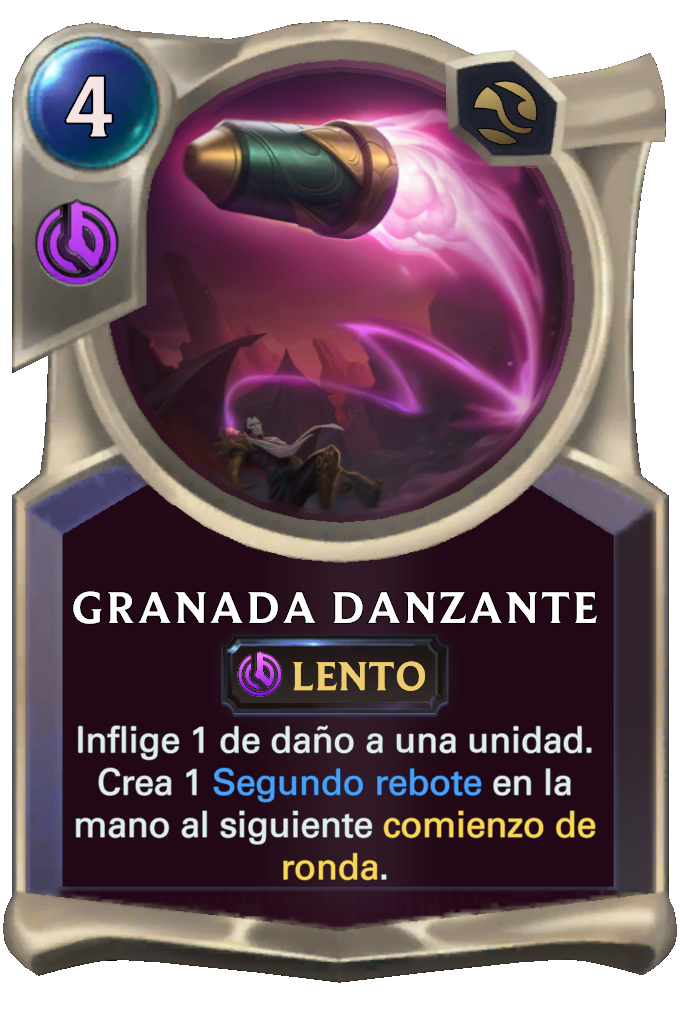 4
GRANADA DANZANTE
LENTO
Inflige 1 de daño a una unidad.
Crea 1 Segundo rebote en la
mano al siguiente comienzo de
ronda.